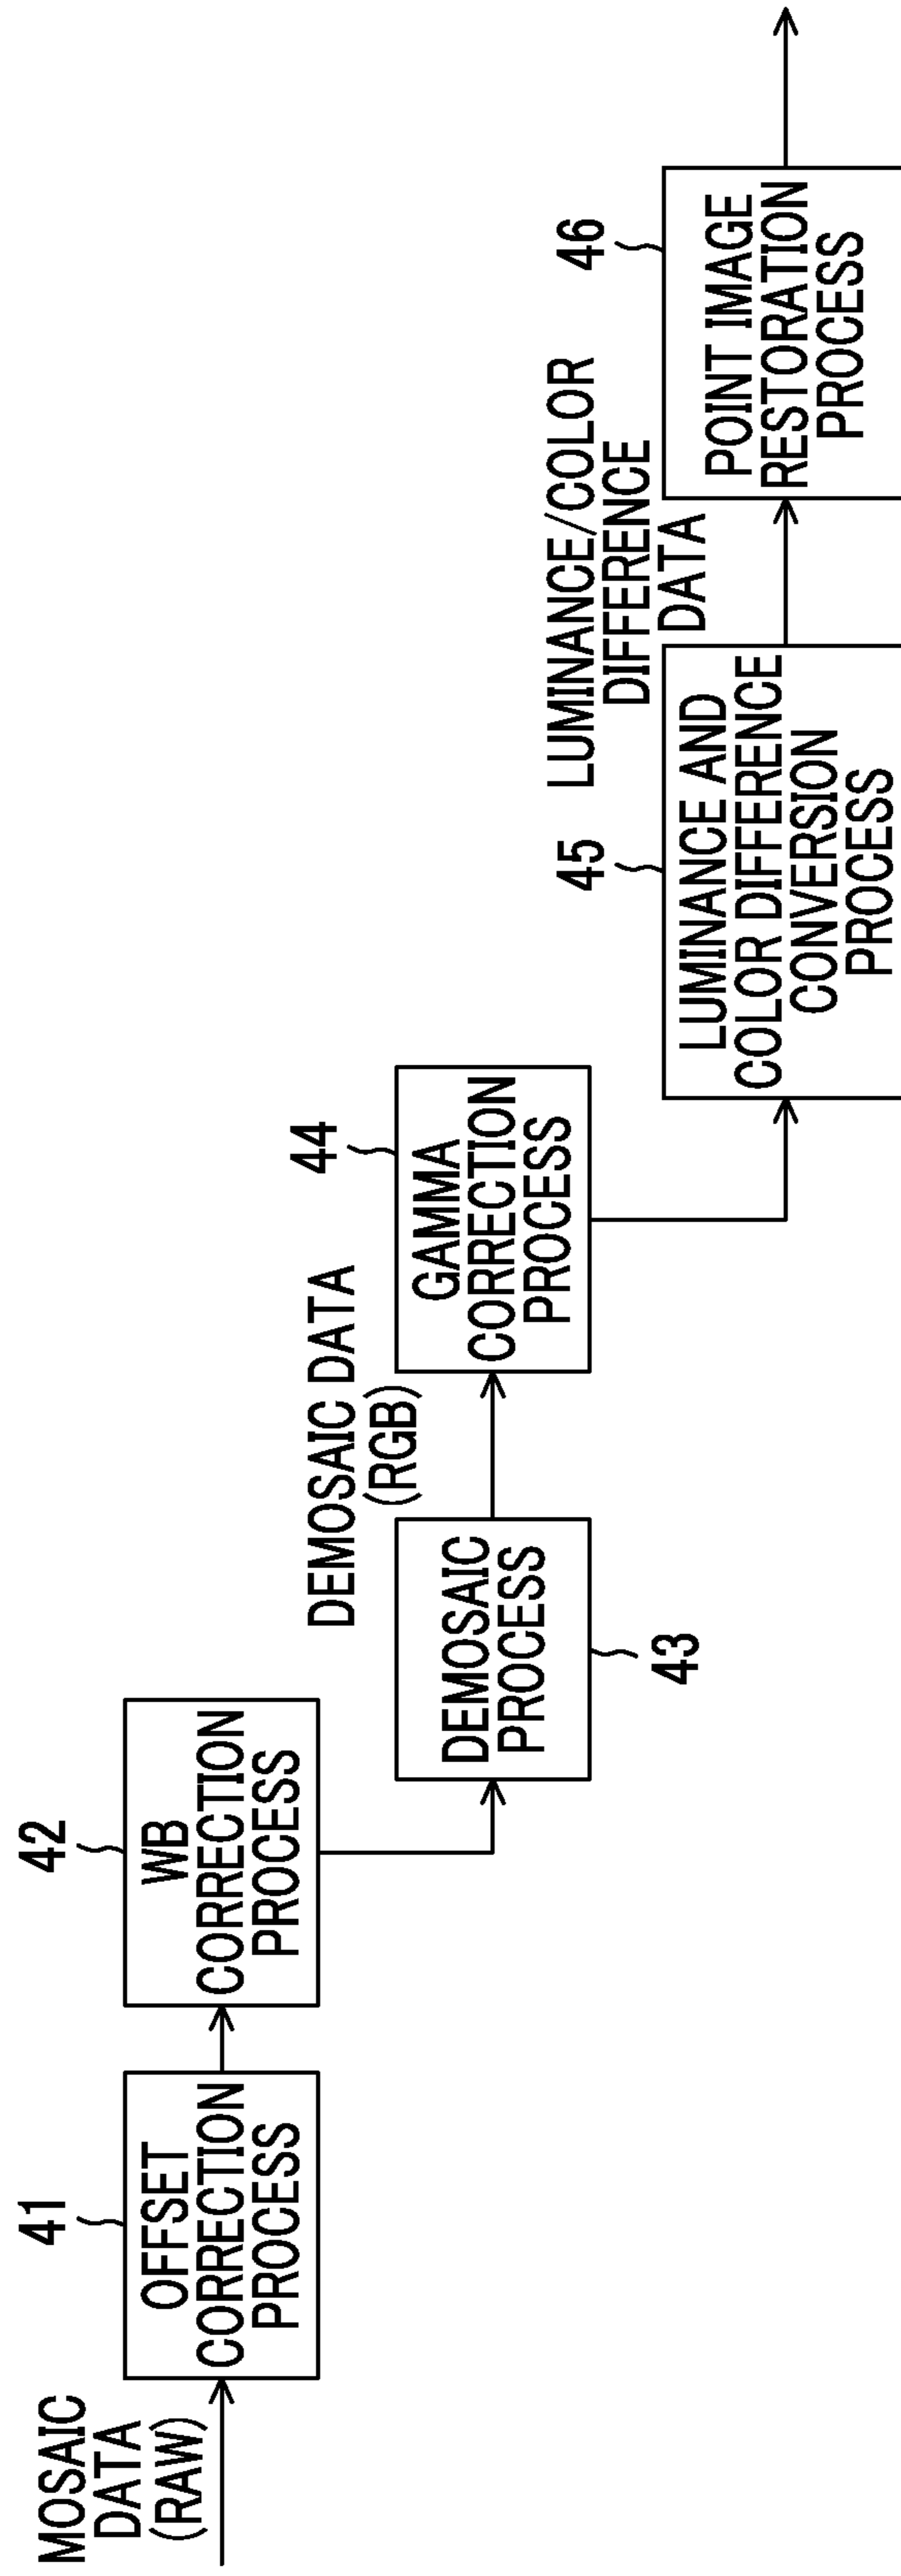 MOSAIC
DATA
(RAW)
41
OFFSET
CORRECTION
PROCESS
42
WB
CORRECTION
PROCESS
DEMOSAIC
PROCESS
43
DEMOSAIC DATA
(RGB)
44
GAMMA
CORRECTION
PROCESS
45
LUMINANCE AND
COLOR DIFFERENCE
CONVERSION
PROCESS
LUMINANCE/COLOR
DIFFERENCE
DATA
46
POINT IMAGE
RESTORATION
PROCESS